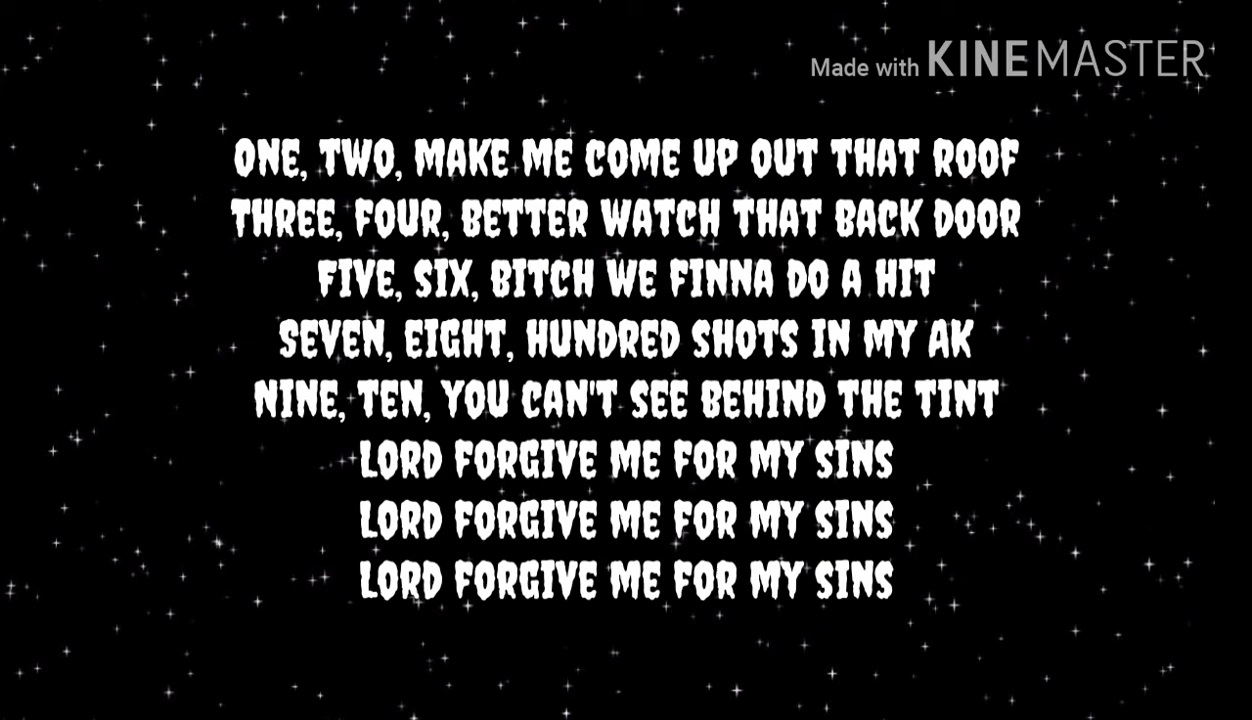 Made with KINEMASTER
ONE, TWO, MAKE ME COME UP OUT THAT ROOF
THREE, FOUR, BETTER WATCH THAT BACK DOOR
FIVE, SIX, BITCH WE FINNA DO A HIT
SEVEN, EIGHT, HUNDRED SHOTS IN MY AK
NINE, TEN, YOU CAN'T SEE BEHIND THE TINT
LORD FORGIVE ME FOR MY SINS
LORD FORGIVE ME FOR MY SINS
LORD FORGIVE ME FOR MY SINS